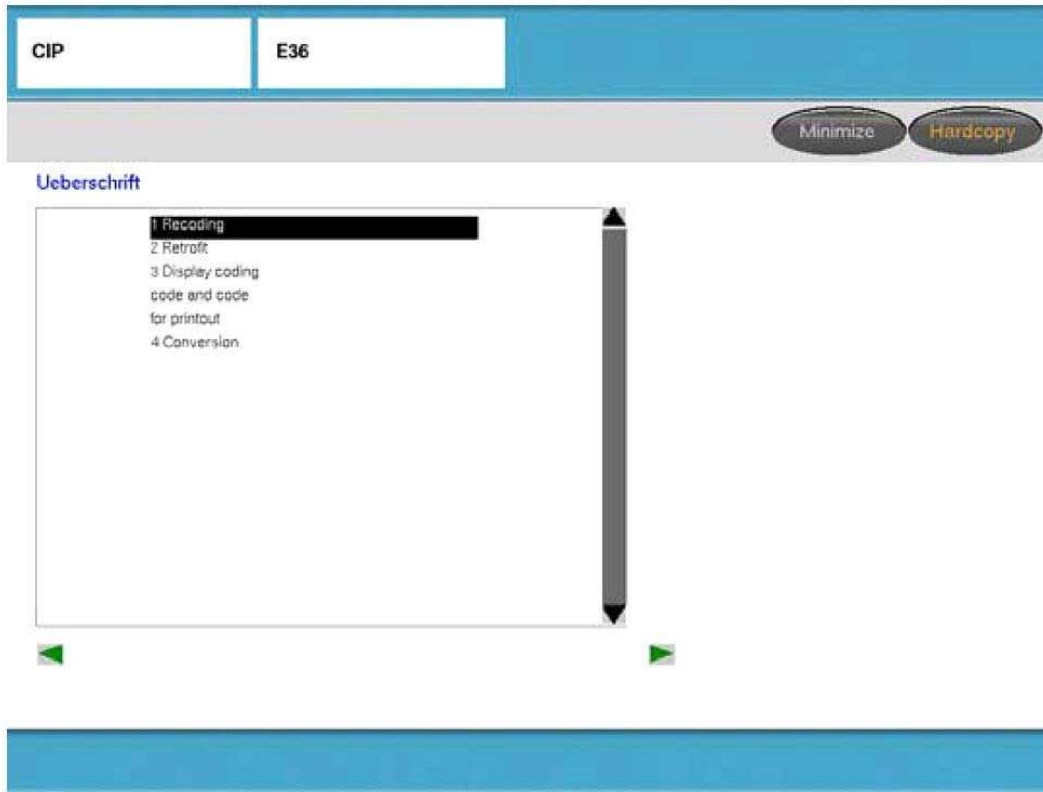 CIP
E36
Minimize
Hardcopy
Ueberschrift
1 Recoding
2 Retrofit
3 Display coding
code and code
for printout
4 Conversion